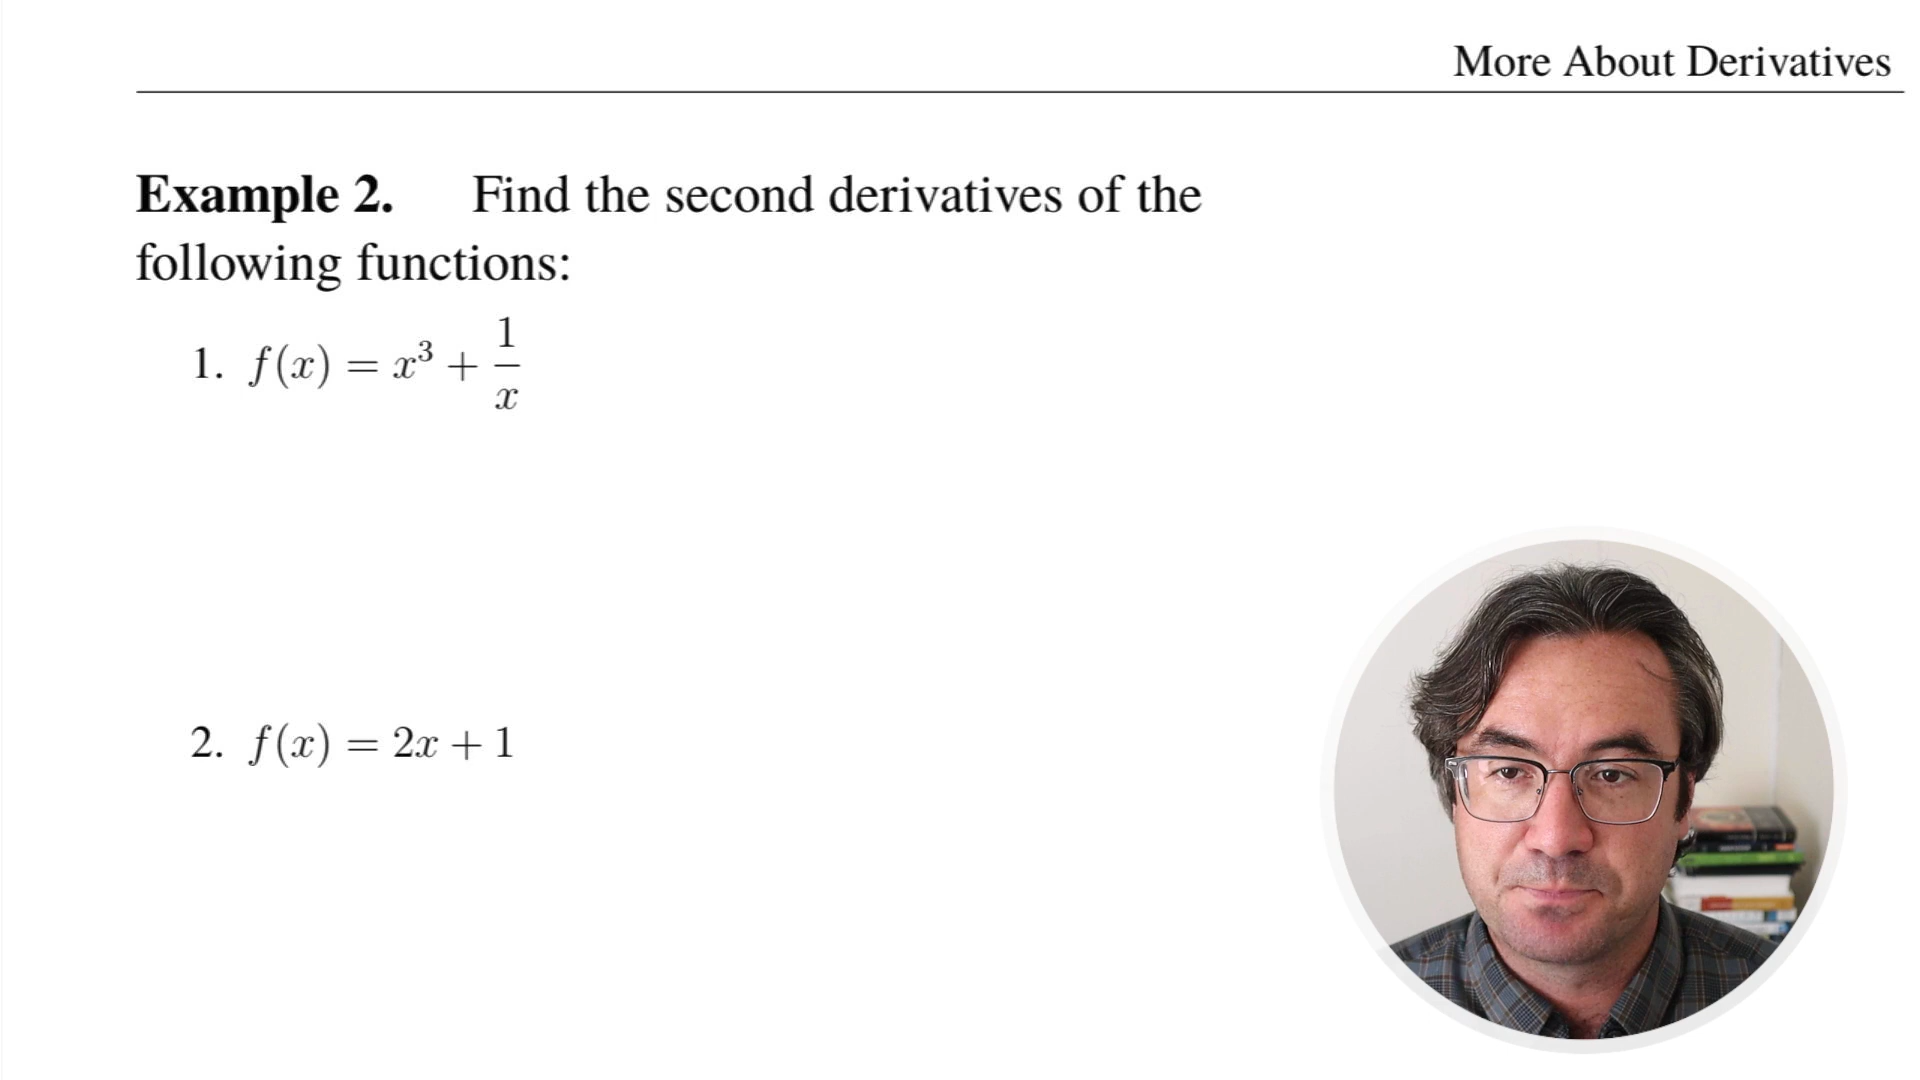 More About Derivatives
Example 2. Find the second derivatives of the
following functions:
1. f(x) = x³ + 1/x
2. f(x) = 2x + 1